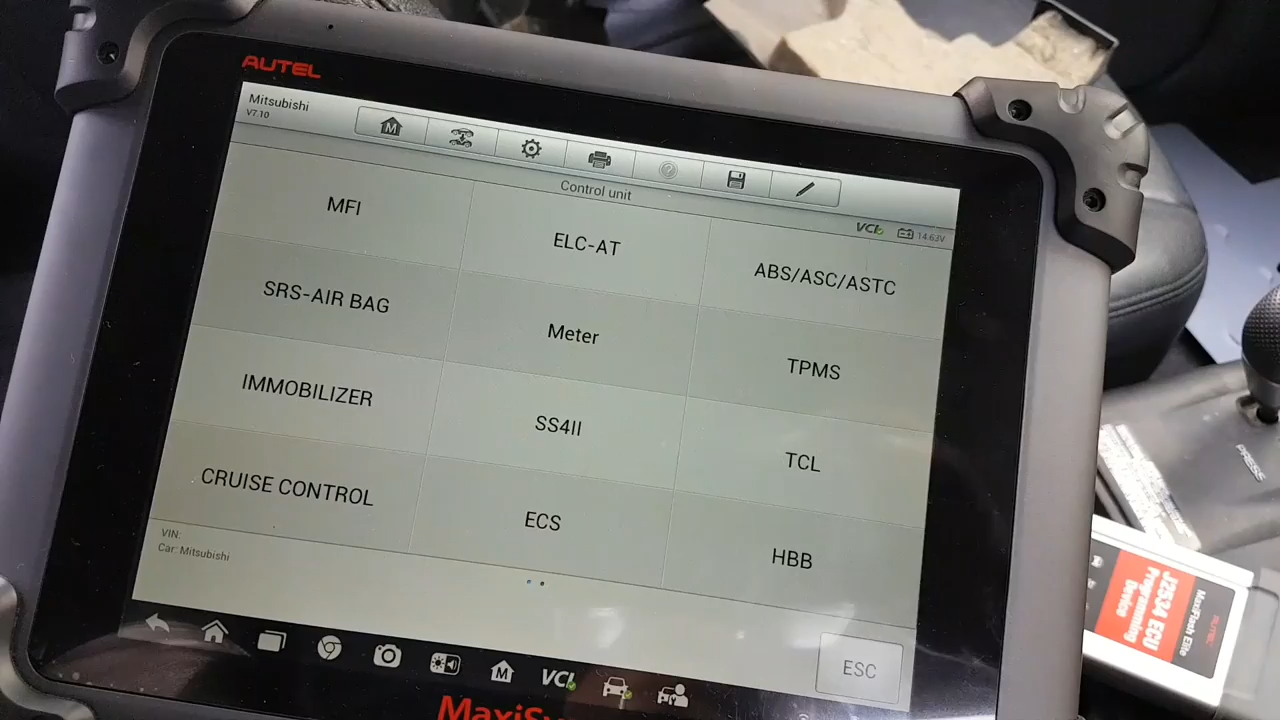 AUTEL
Mitsubishi
V7.10
Control unit
VCI
14.63V
MFI
ELC-AT
ABS/ASC/ASTC
SRS-AIR BAG
Meter
TPMS
IMMOBILIZER
SS4II
TCL
CRUISE CONTROL
ECS
HBB
VIN:
Car: Mitsubishi
ESC
VCI
PRESS
AUTEL
MaxiFlash Elite
J2534 ECU
Programming
Device